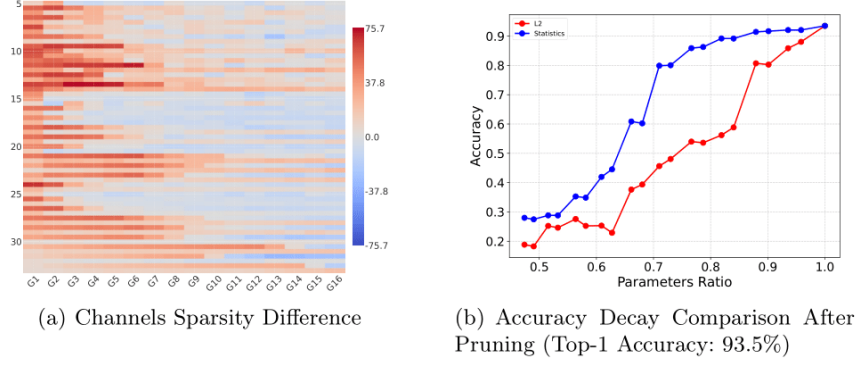 5
10
15
20
25
30
G1 G2 G3 G4 G5 G6 G7 G8 G9 G10 G11 G12 G13 G14 G15 G16
75.7
37.8
0.0
-37.8
-75.7
(a) Channels Sparsity Difference
L2
Statistics
Accuracy
0.9
0.8
0.7
0.6
0.5
0.4
0.3
0.2
0.5 0.6 0.7 0.8 0.9 1.0
Parameters Ratio
(b) Accuracy Decay Comparison After
Pruning (Top-1 Accuracy: 93.5%)